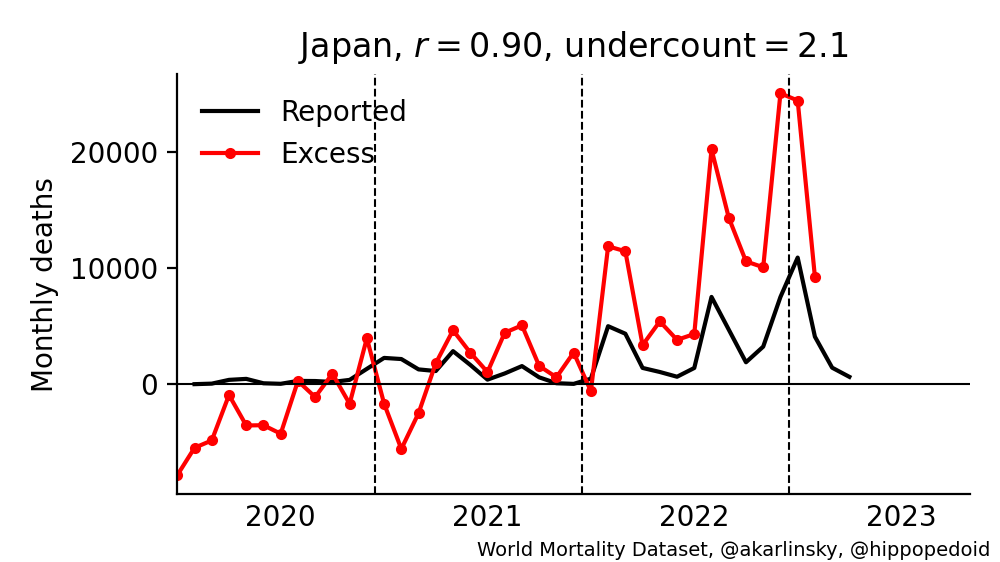 Japan, r = 0.90, undercount = 2.1
Reported
Excess
Monthly deaths
20000
10000
0
2020 2021 2022 2023
World Mortality Dataset, @akarlinsky, @hippopedoid